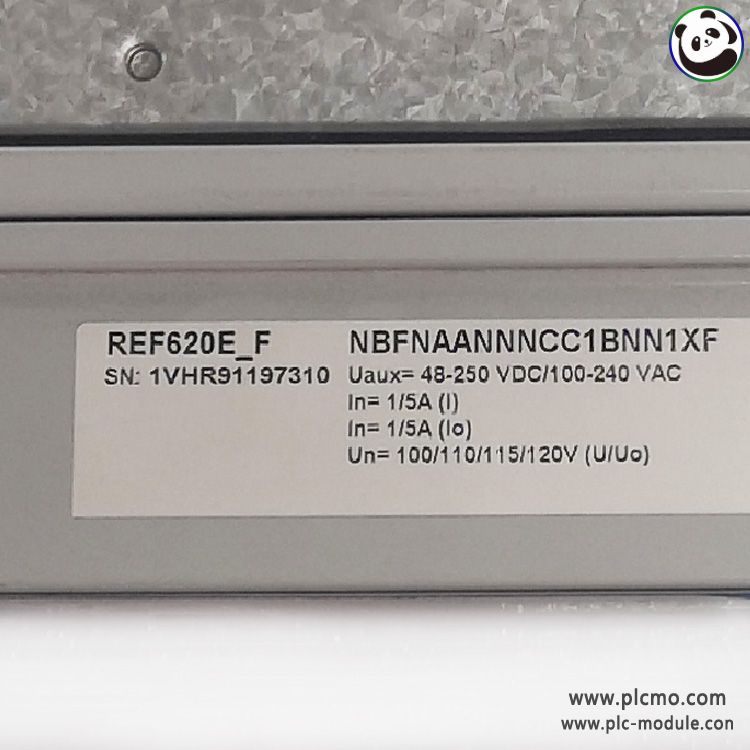 REF620E_F NBFNAANNNCC1BNN1XF
SN: 1VHR91197310 Uaux= 48-250 VDC/100-240 VAC
In= 1/5A (I)
In= 1/5A (Io)
Un= 100/110/115/120V (U/Uo)
www.plcmo.com
www.plc-module.com